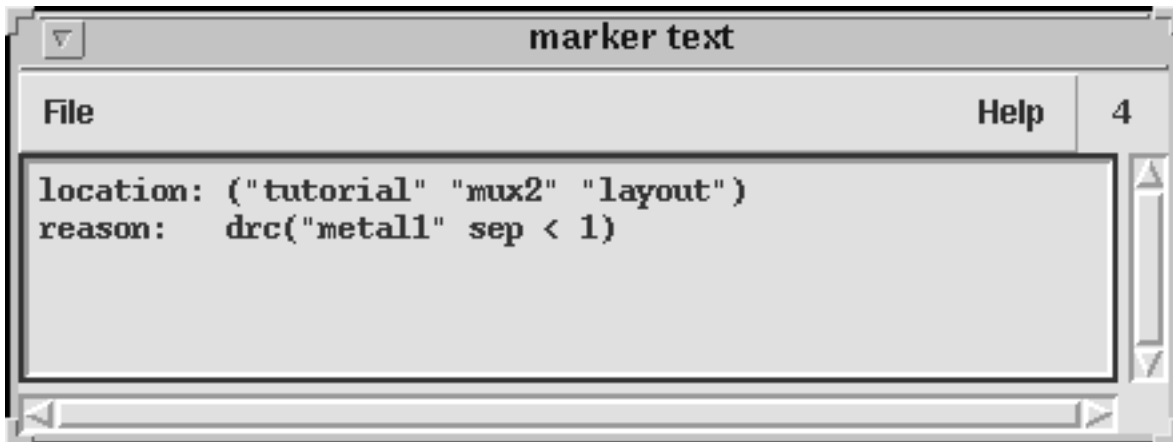 marker text
File Help 4
location: ("tutorial" "mux2" "layout")
reason:   drc("metal1" sep < 1)